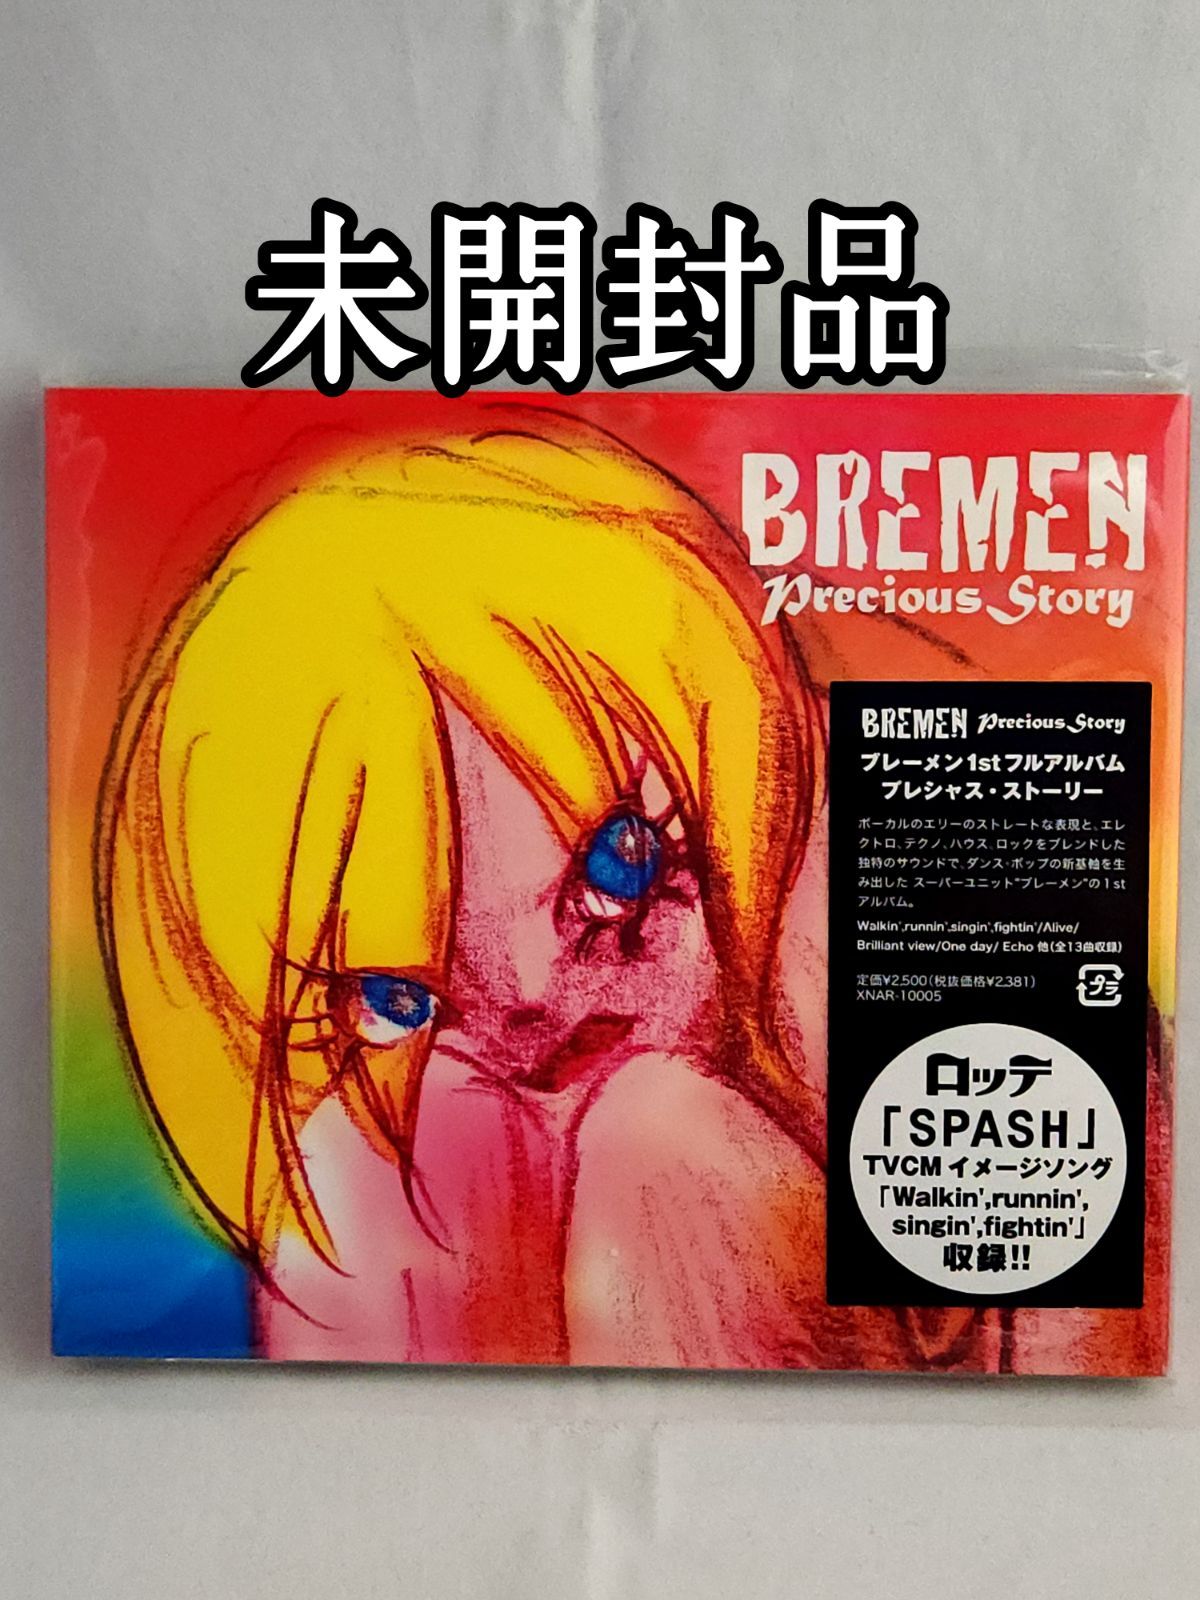 未開封品
BREMEN
Precious Story
BREMEN Precious Story
ブレーメン1stフルアルバム
プレシャス・ストーリー
ボーカルのエリーのストレートな表現と、エレ
クトロ、テクノ、ハウス、ロックをブレンドした
独特のサウンドで、ダンス・ポップの新基軸を生
み出した スーパーユニット"ブレーメン"の1st
アルバム。
Walkin',runnin',singin',fightin'/Alive/
Brilliant view/One day/ Echo 他(全13曲収録)
定価¥2,500(税抜価格¥2,381)
XNAR-10005
プラ
ロッテ
「SPASH」
TVCM イメージソング
「Walkin',runnin',
singin',fightin'」
収録!!